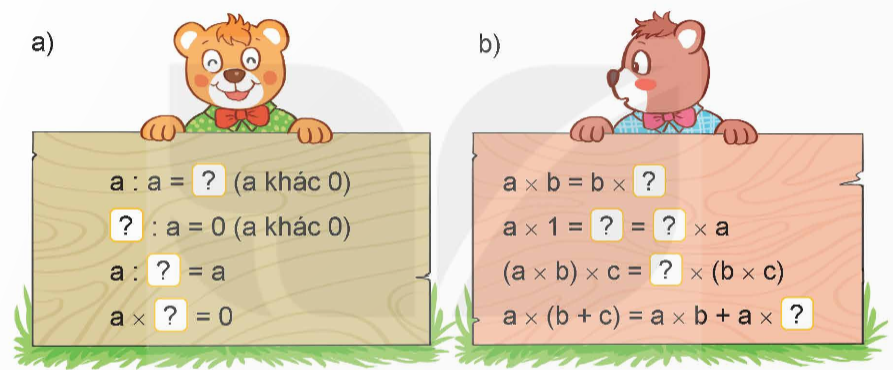 a)
a : a = ? (a khác 0)
? : a = 0 (a khác 0)
a : ? = a
a × ? = 0
b)
a × b = b × ?
a × 1 = ? = ? × a
(a × b) × c = ? × (b × c)
a × (b + c) = a × b + a × ?